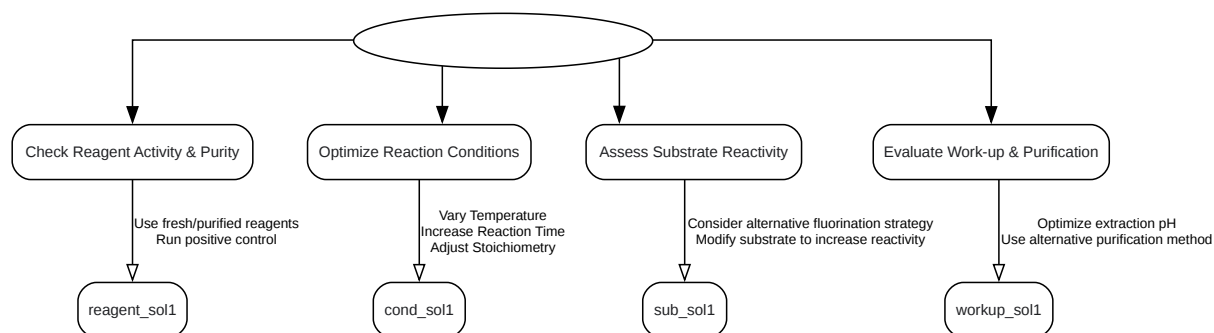 Check Reagent Activity & Purity
Optimize Reaction Conditions
Assess Substrate Reactivity
Evaluate Work-up & Purification
Use fresh/purified reagents
Run positive control
Vary Temperature
Increase Reaction Time
Adjust Stoichiometry
Consider alternative fluorination strategy
Modify substrate to increase reactivity
Optimize extraction pH
Use alternative purification method
reagent_sol1
cond_sol1
sub_sol1
workup_sol1